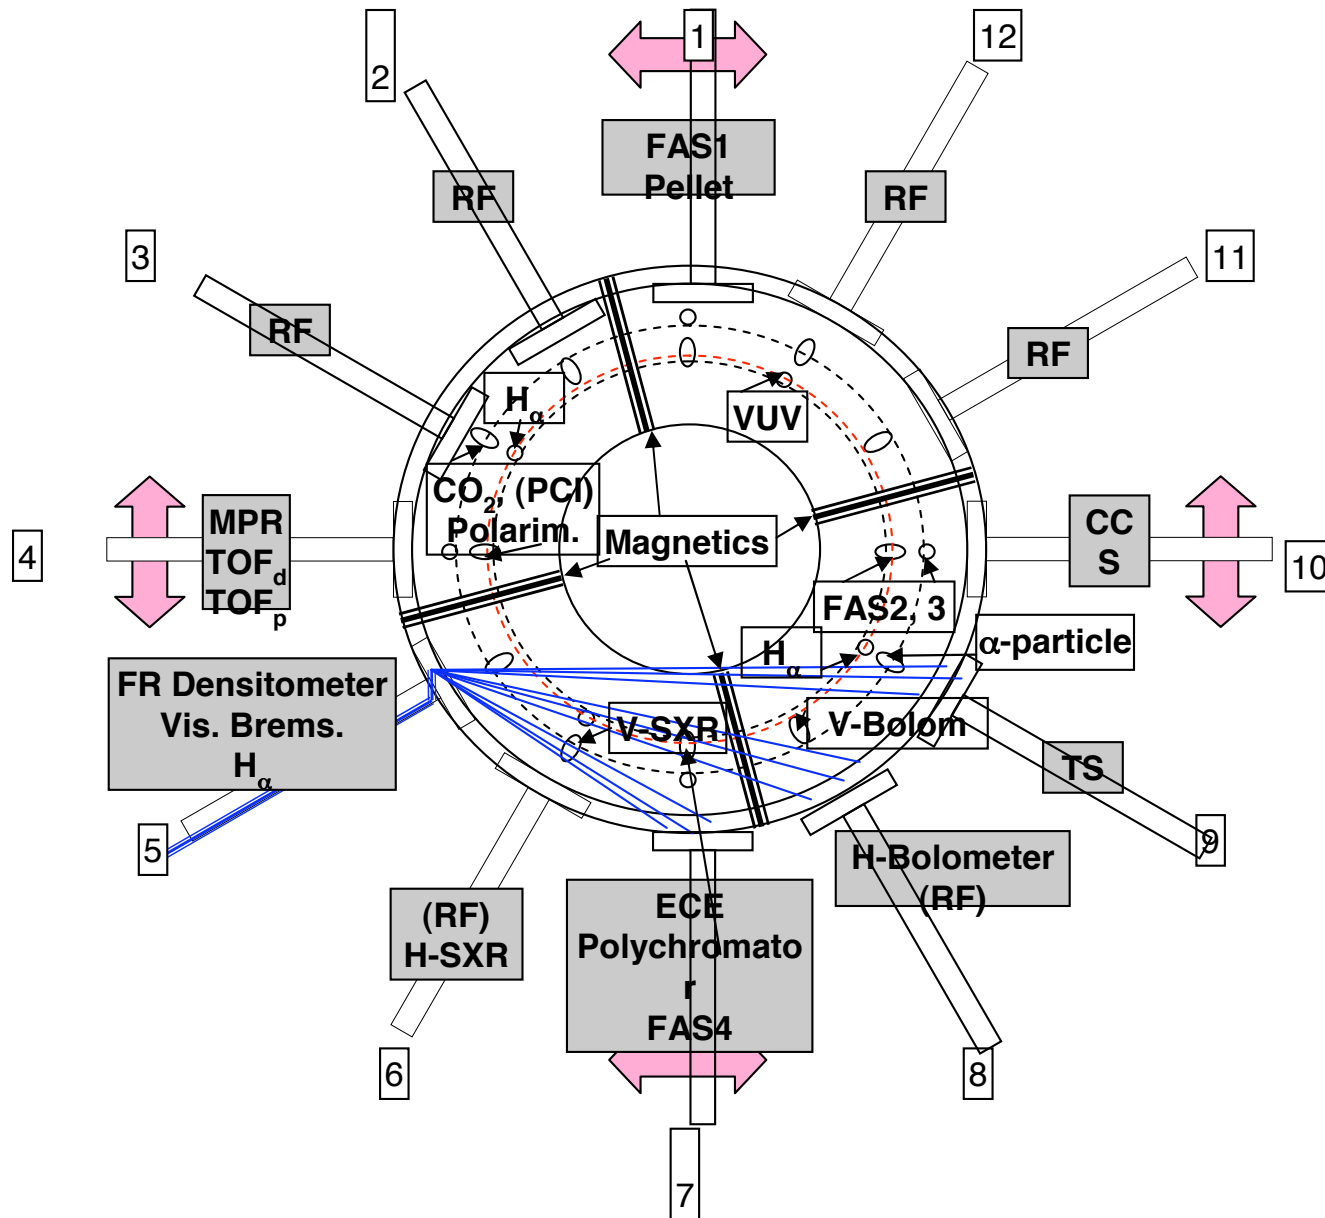 1
12
2
FAS1
Pellet
RF
RF
3
11
RF
RF
Hα
VUV
CO2, (PCI)
Polarim.
MPR
TOFd
TOFp
Magnetics
CC
S
4
10
FAS2, 3
Hα
α-particle
FR Densitometer
Vis. Brems.
Hα
V-SXR
V-Bolom
TS
5
9
H-Bolometer
(RF)
(RF)
H-SXR
ECE
Polychromato
r
FAS4
6
8
7